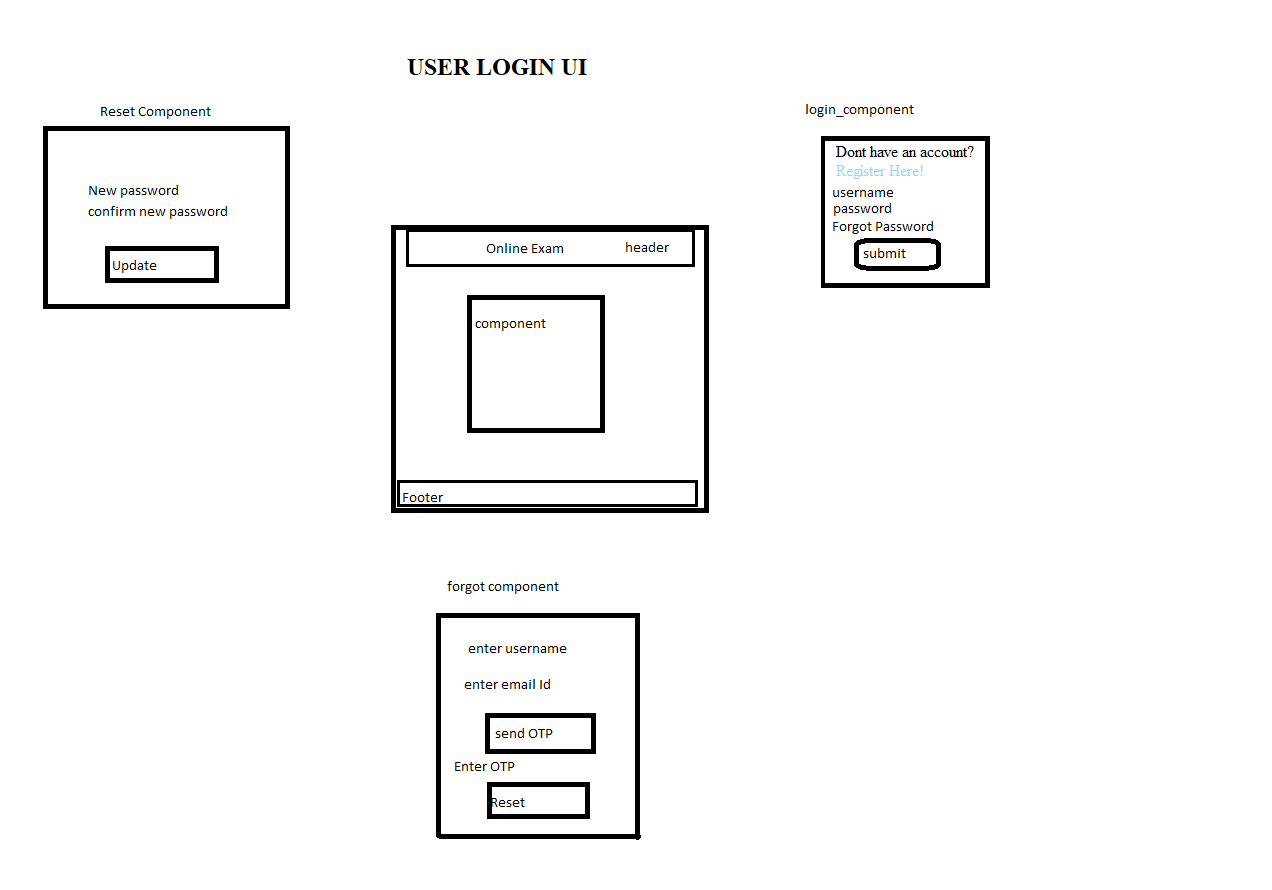 USER LOGIN UI
Reset Component
New password
confirm new password
Update
login_component
Dont have an account?
Register Here!
username
password
Forgot Password
submit
Online Exam
header
component
Footer
forgot component
enter username
enter email Id
send OTP
Enter OTP
Reset